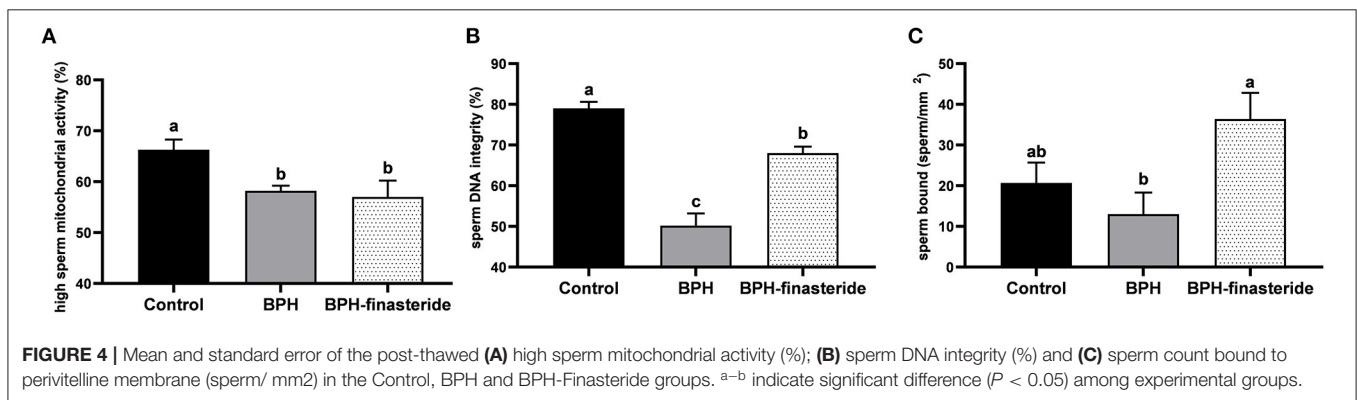 A
high sperm mitochondrial activity (%)
80
70
60
50
40
a
b
b
Control
BPH
BPH-finasteride
B
sperm DNA integrity (%)
90
80
70
60
50
40
a
c
b
Control
BPH
BPH-finasteride
C
sperm bound (sperm/mm ²)
50
40
30
20
10
0
ab
b
a
Control
BPH
BPH-finasteride
FIGURE 4 | Mean and standard error of the post-thawed (A) high sperm mitochondrial activity (%); (B) sperm DNA integrity (%) and (C) sperm count bound to
perivitelline membrane (sperm/ mm2) in the Control, BPH and BPH-Finasteride groups. a–b indicate significant difference (P < 0.05) among experimental groups.